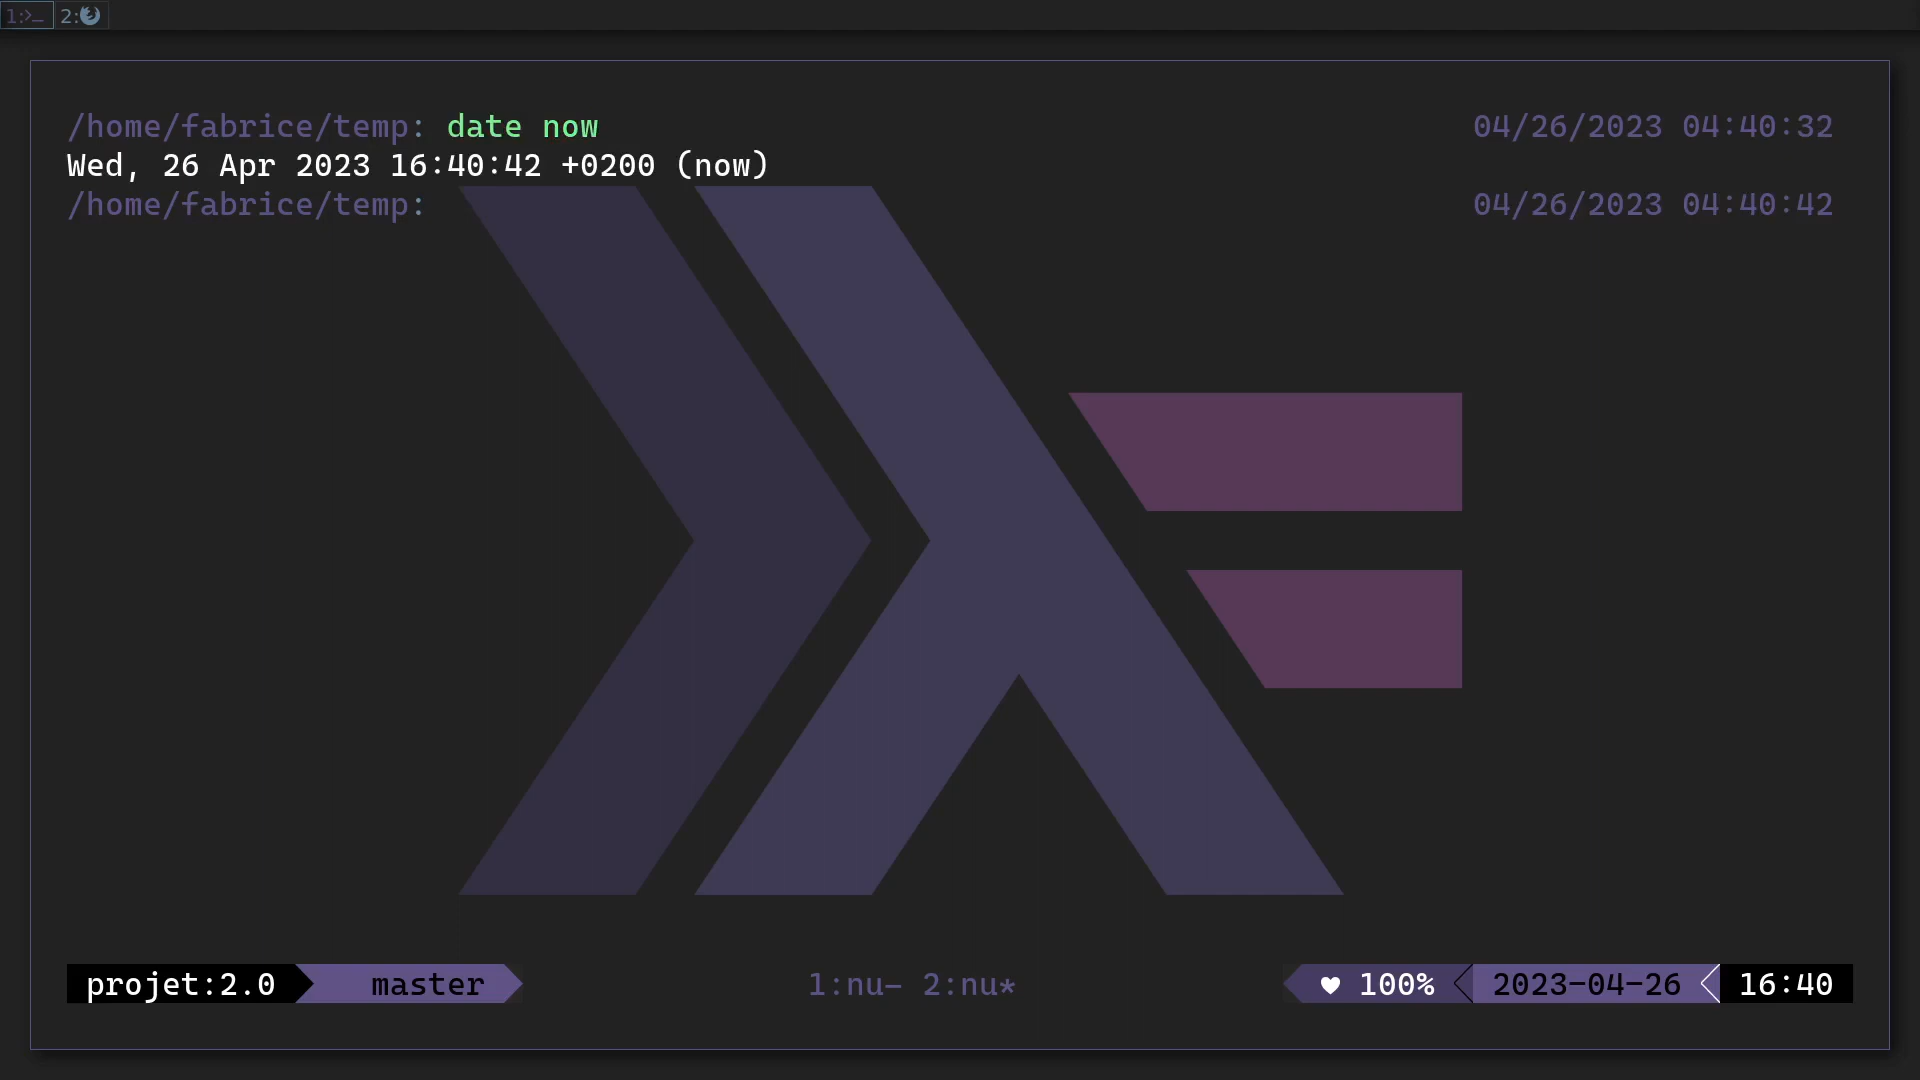 1:>_ 2:
/home/fabrice/temp: date now 04/26/2023 04:40:32
Wed, 26 Apr 2023 16:40:42 +0200 (now)
/home/fabrice/temp: 04/26/2023 04:40:42
projet:2.0 master 1:nu- 2:nu* ♥ 100% 2023-04-26 16:40